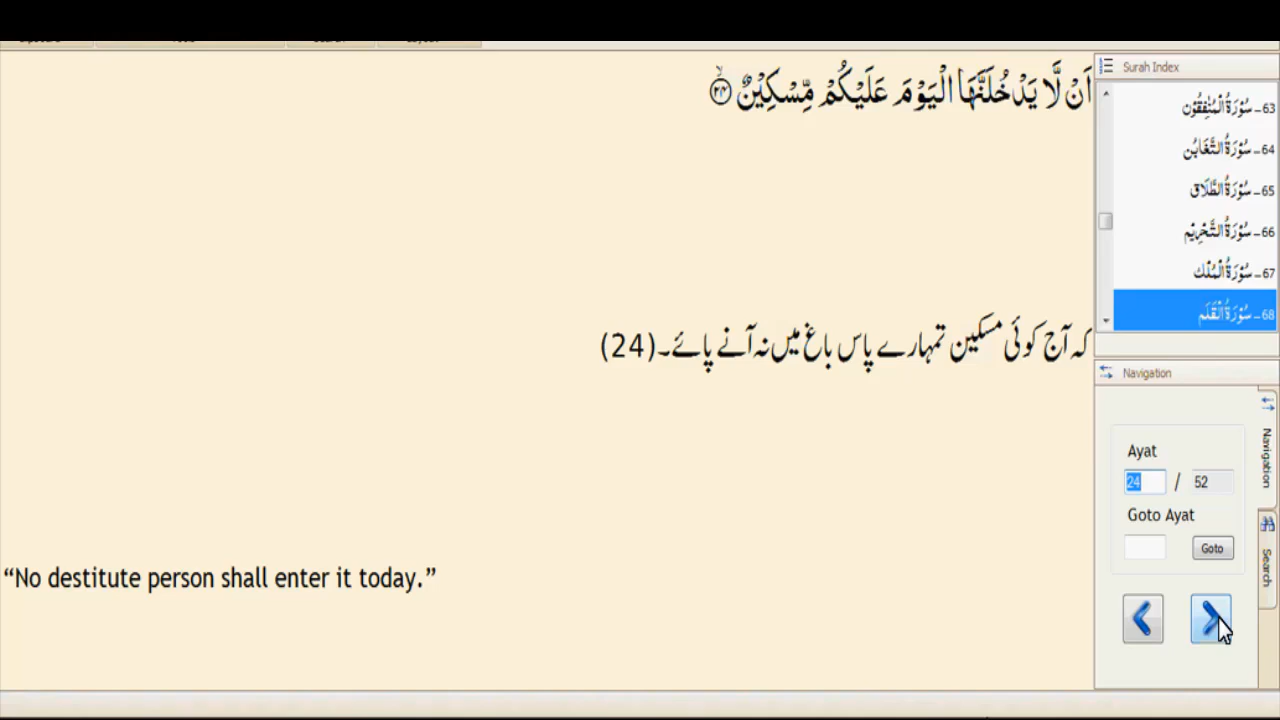 اَنْ لَّا يَدْخُلَنَّهَا الْيَوْمَ عَلَيْكُمْ مِّسْكِيْنٌ ۙ﴿۲۴﴾
کہ آج کوئی مسکین تمہارے پاس باغ میں نہ آنے پائے۔ (24)
“No destitute person shall enter it today.”
Surah Index
63۔ سُوْرَۃُ الْمُنٰفِقُوْن
64۔ سُوْرَۃُ التَّغَابُن
65۔ سُوْرَۃُ الطَّلَاق
66۔ سُوْرَۃُ التَّحْرِیْم
67۔ سُوْرَۃُ الْمُلْك
68۔ سُوْرَۃُ الْقَلَم
Navigation
Ayat
24 / 52
Goto Ayat
Goto
Navigation
Search